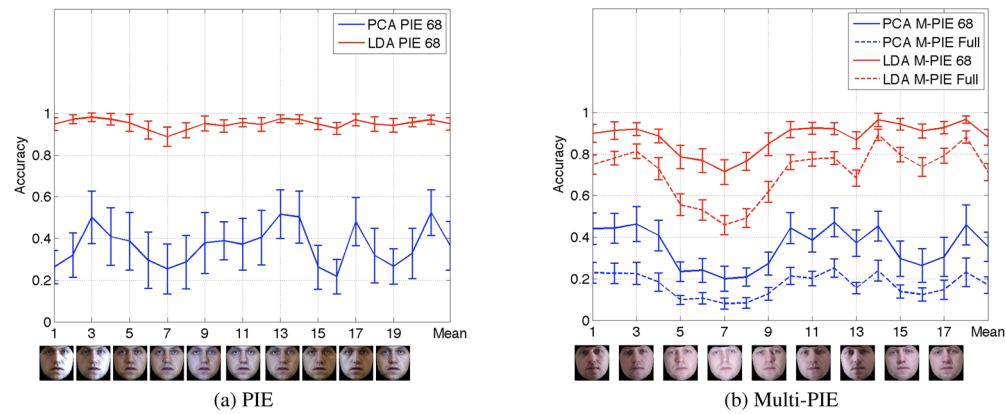 PCA PIE 68
LDA PIE 68
Accuracy
1
0.8
0.6
0.4
0.2
0
1 3 5 7 9 11 13 15 17 19 Mean
(a) PIE
PCA M-PIE 68
PCA M-PIE Full
LDA M-PIE 68
LDA M-PIE Full
Accuracy
1
0.8
0.6
0.4
0.2
0
1 3 5 7 9 11 13 15 17 Mean
(b) Multi-PIE